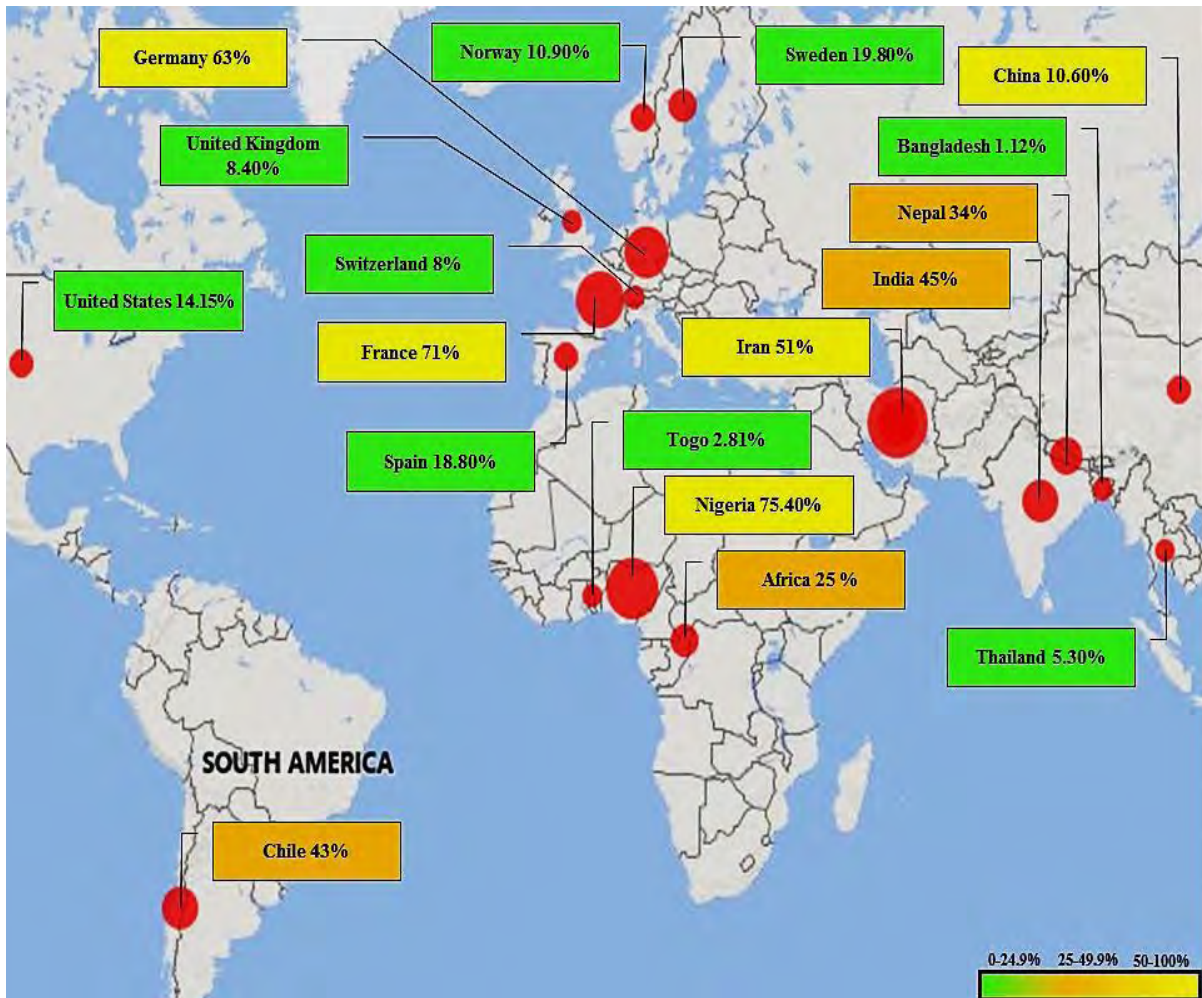 Germany 63%
Norway 10.90%
Sweden 19.80%
China 10.60%
United Kingdom
8.40%
Bangladesh 1.12%
Nepal 34%
Switzerland 8%
India 45%
United States 14.15%
France 71%
Iran 51%
Togo 2.81%
Spain 18.80%
Nigeria 75.40%
Africa 25 %
Thailand 5.30%
SOUTH AMERICA
Chile 43%
0-24.9% 25-49.9% 50-100%